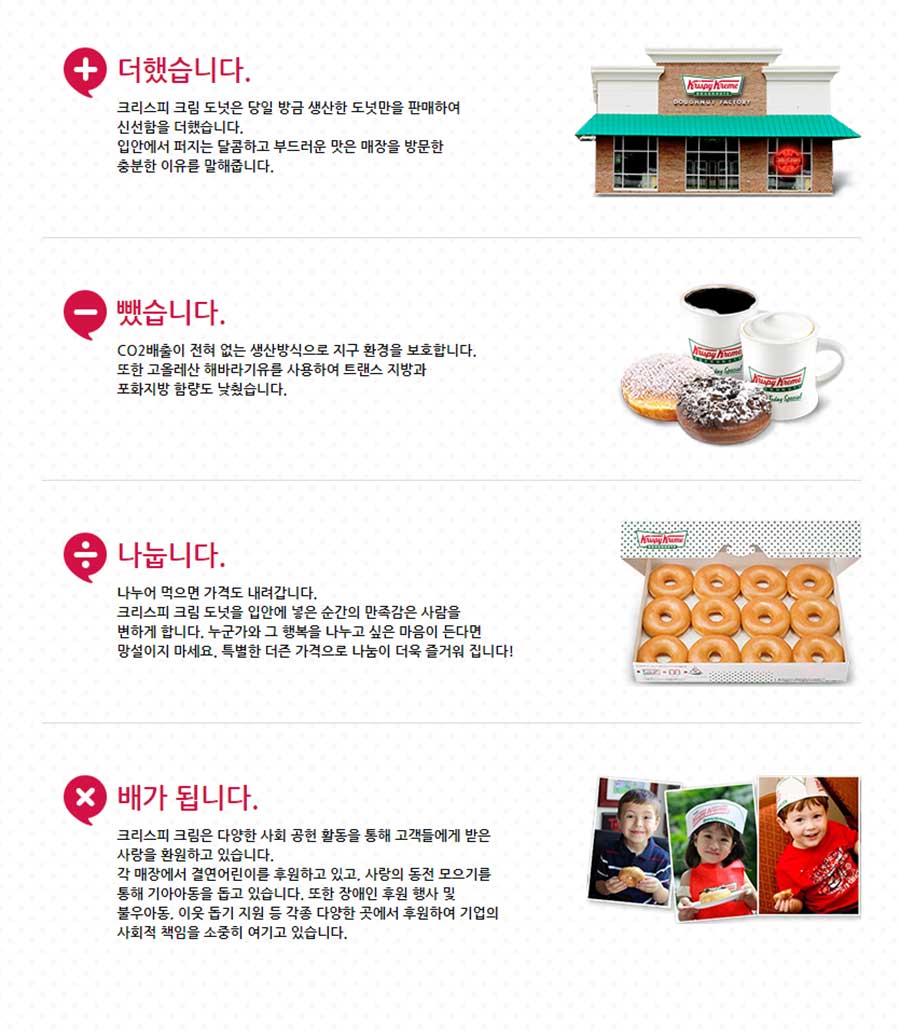 더했습니다.
크리스피 크림 도넛은 당일 방금 생산한 도넛만을 판매하여
신선함을 더했습니다.
입안에서 퍼지는 달콤하고 부드러운 맛은 매장을 방문한
충분한 이유를 말해줍니다.
Krispy Kreme
DOUGHNUTS
DOUGHNUT FACTORY
뺐습니다.
CO2배출이 전혀 없는 생산방식으로 지구 환경을 보호합니다.
또한 고올레산 해바라기유를 사용하여 트랜스 지방과
포화지방 함량도 낮췄습니다.
Krispy Kreme
Krispy Kreme
나눕니다.
나누어 먹으면 가격도 내려갑니다.
크리스피 크림 도넛을 입안에 넣은 순간의 만족감은 사람을
변하게 합니다. 누군가와 그 행복을 나누고 싶은 마음이 든다면
망설이지 마세요. 특별한 더즌 가격으로 나눔이 더욱 즐거워 집니다!
Krispy Kreme
DOUGHNUTS
배가 됩니다.
크리스피 크림은 다양한 사회 공헌 활동을 통해 고객들에게 받은
사랑을 환원하고 있습니다.
각 매장에서 결연어린이를 후원하고 있고, 사랑의 동전 모으기를
통해 기아아동을 돕고 있습니다. 또한 장애인 후원 행사 및
불우아동, 이웃 돕기 지원 등 각종 다양한 곳에서 후원하여 기업의
사회적 책임을 소중히 여기고 있습니다.